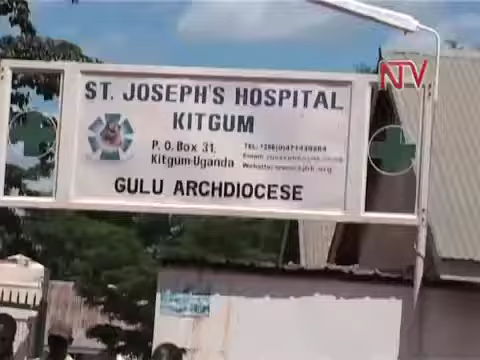 NTV
ST. JOSEPH'S HOSPITAL
KITGUM
P. O. Box 31,
Kitgum-Uganda
GULU ARCHDIOCESE